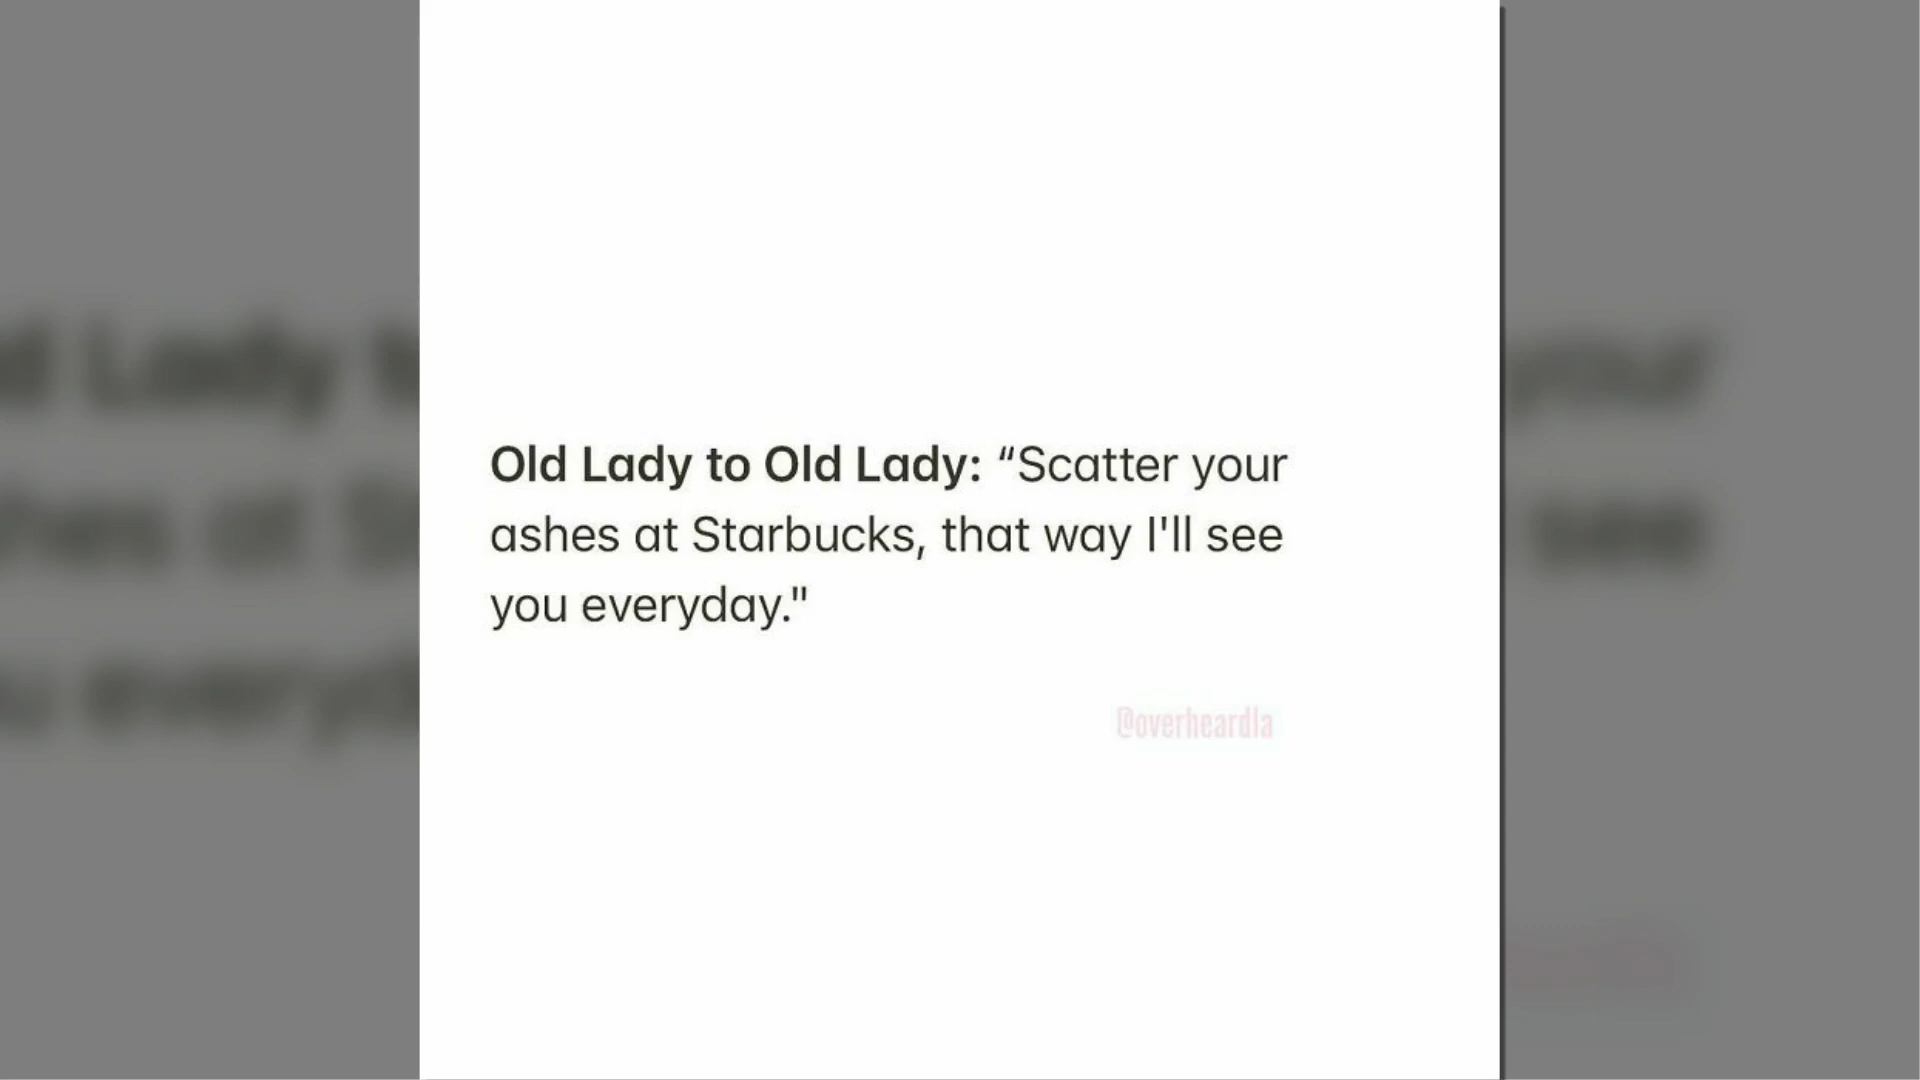 Old Lady to Old Lady: “Scatter your
ashes at Starbucks, that way I'll see
you everyday."
@overheardla